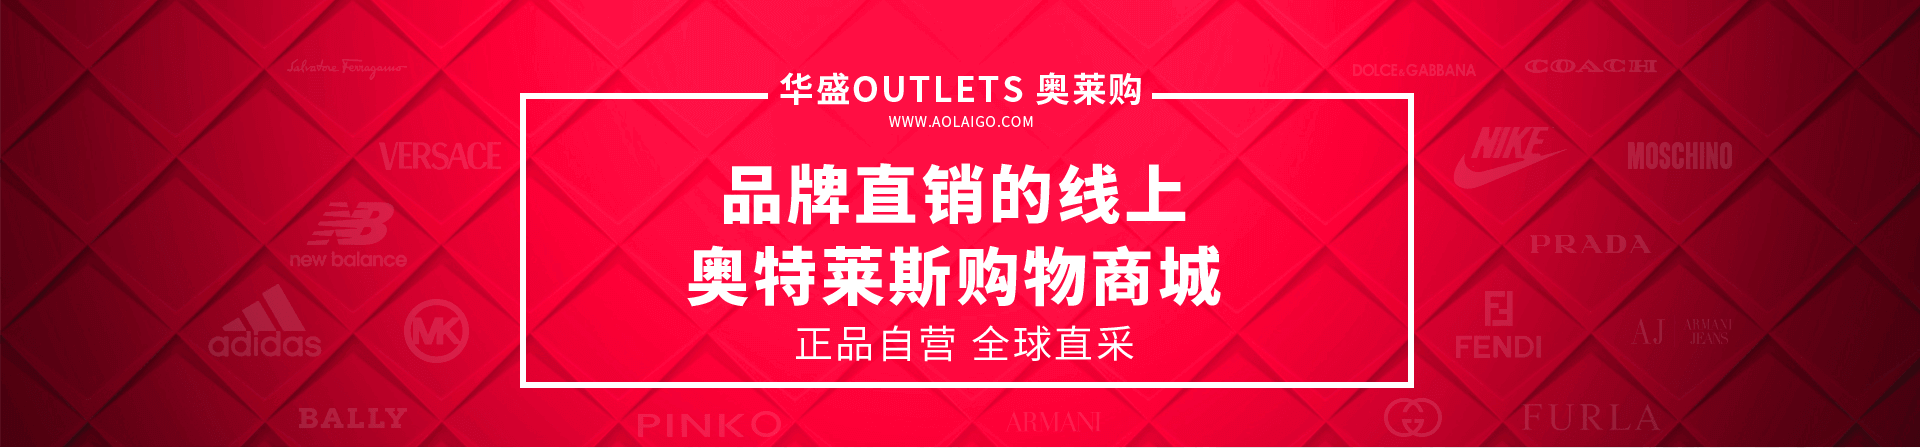 Salvatore Ferragamo
DOLCE&GABBANA
COACH
华盛OUTLETS 奥莱购
WWW.AOLAIGO.COM
VERSACE
NIKE
MOSCHINO
品牌直销的线上
NB
new balance
PRADA
奥特莱斯购物商城
adidas
MK
正品自营 全球直采
FENDI
AJ | ARMANI
JEANS
BALLY
PINKO
ARMANI
FURLA